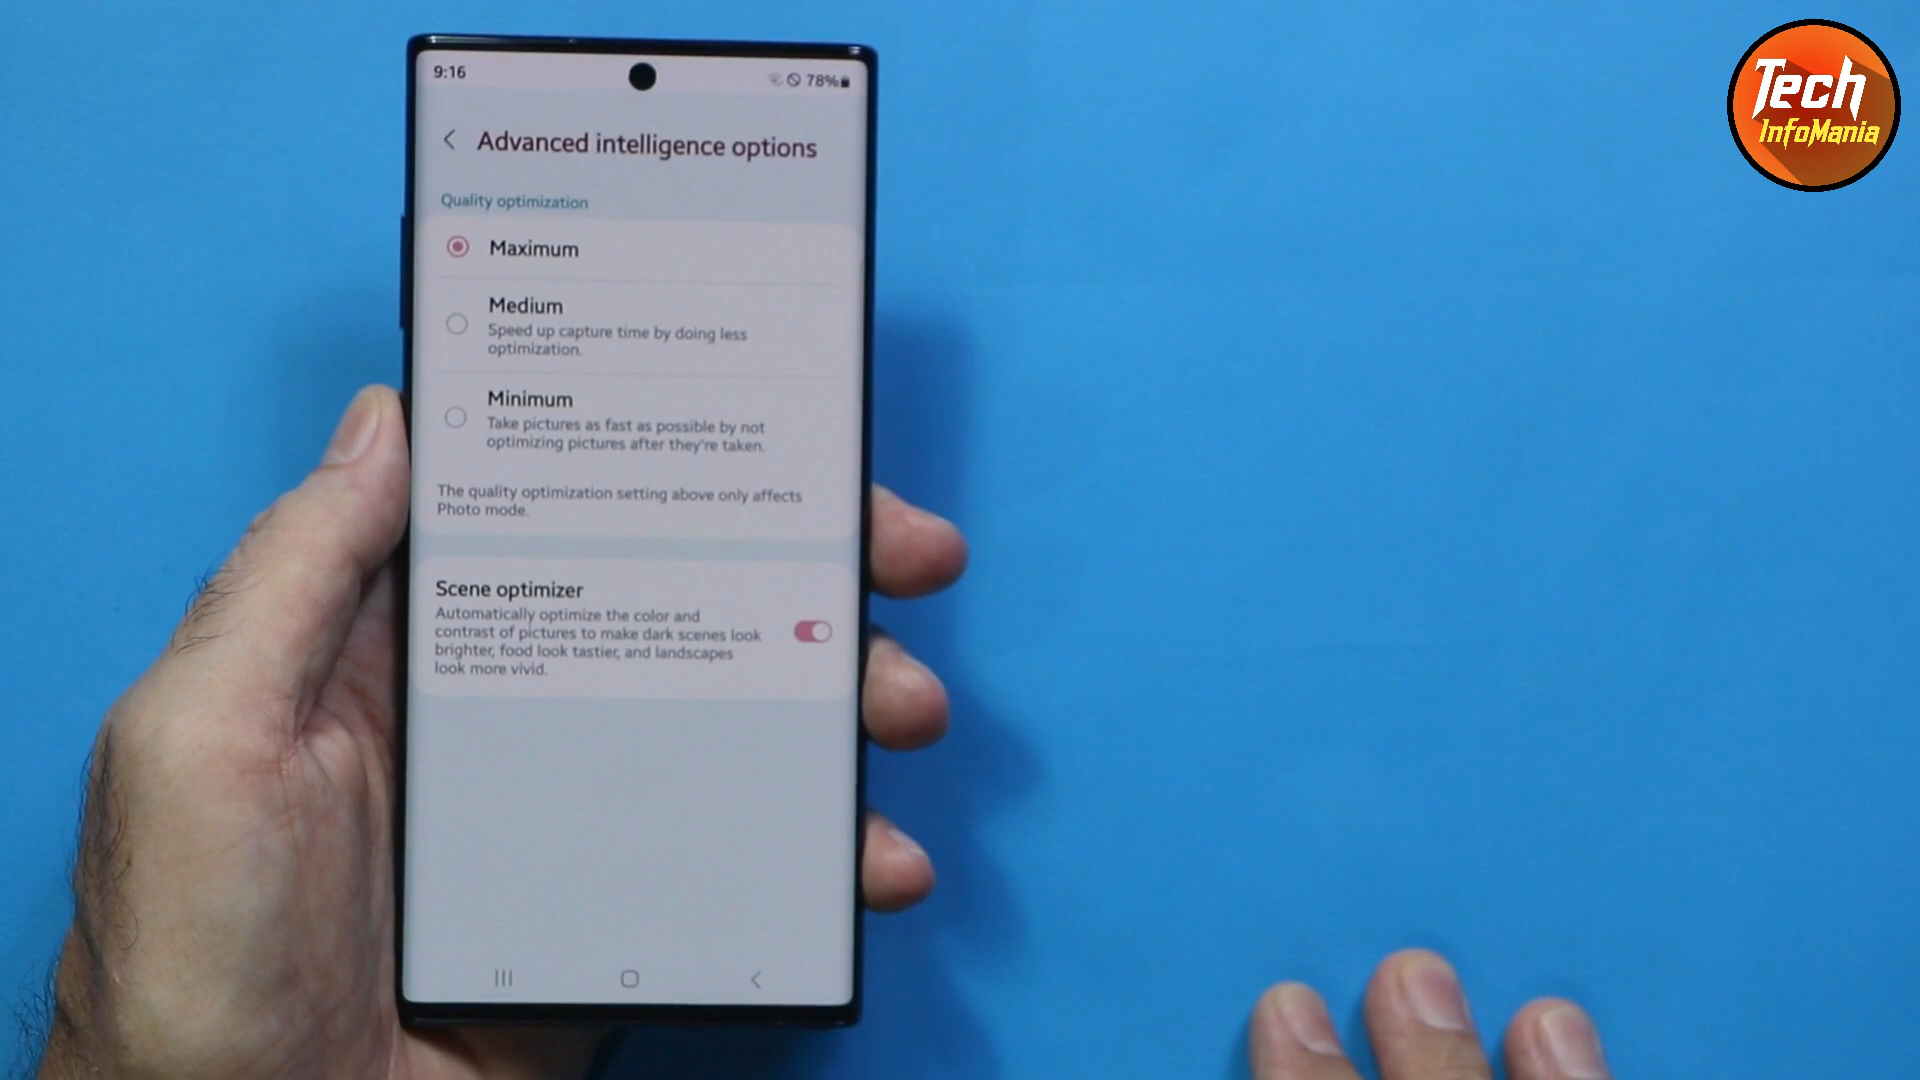 9:16
78%
Advanced intelligence options
Quality optimization
Maximum
Medium
Speed up capture time by doing less
optimization.
Minimum
Take pictures as fast as possible by not
optimizing pictures after they're taken.
The quality optimization setting above only affects
Photo mode.
Scene optimizer
Automatically optimize the color and
contrast of pictures to make dark scenes look
brighter, food look tastier, and landscapes
look more vivid.
Tech
InfoMania